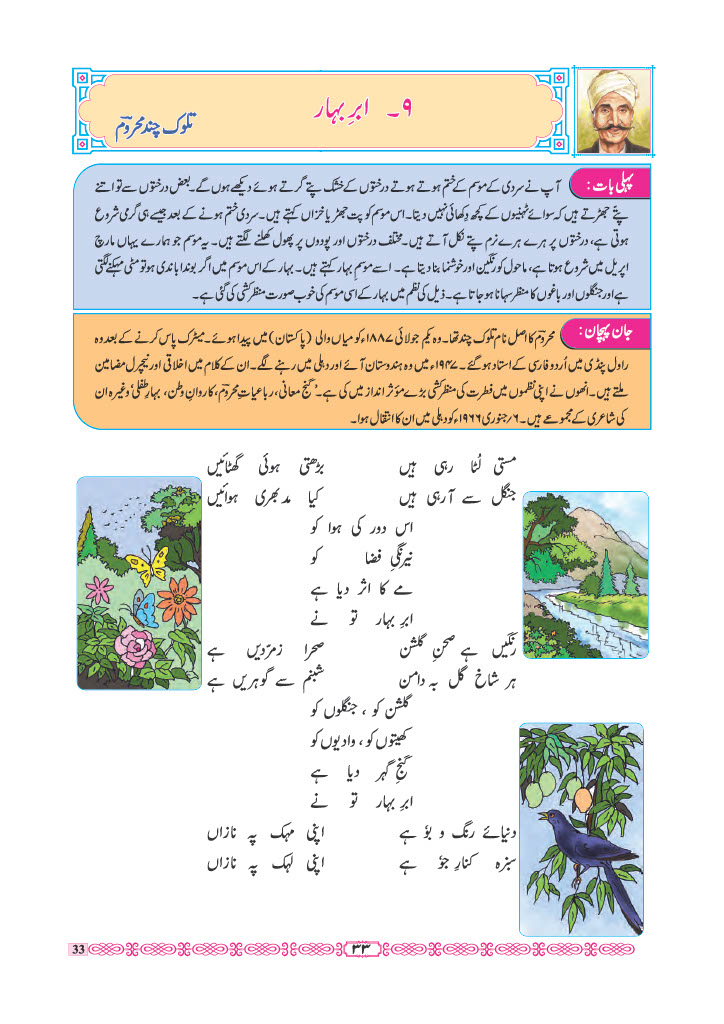 ۹۔ ابرِ بہار
تلوک چند محرومؔ
پہلی بات :
آپ نے سردی کے موسم کے ختم ہوتے ہوتے درختوں کے خشک پتے گرتے ہوئے دیکھے ہوں گے۔ بعض درختوں سے تو اتنے
پتّے جھڑتے ہیں کہ سوائے ٹہنیوں کے کچھ دِکھائی نہیں دیتا۔ اس موسم کو پت جھڑ یا خزاں کہتے ہیں۔ سردی ختم ہونے کے بعد جیسے ہی گرمی شروع
ہوتی ہے، درختوں پر ہرے ہرے نرم پتے نکل آتے ہیں۔ مختلف درختوں اور پودوں پر پھول کھلنے لگتے ہیں۔ یہ موسم جو ہمارے یہاں مارچ
اپریل میں شروع ہوتا ہے، ماحول کو رنگین اور خوشنما بنا دیتا ہے۔ اسے موسمِ بہار کہتے ہیں۔ بہار کے اس موسم میں اگر بوندا باندی ہو تو مٹی مہکنے لگتی
ہے اور جنگلوں اور باغوں کا منظر سہانا ہو جاتا ہے۔ ذیل کی نظم میں بہار کے اسی موسم کی خوب صورت منظر کشی کی گئی ہے۔
جان پہچان :
محرومؔ کا اصل نام تلوک چند تھا۔ وہ یکم جولائی ۱۸۸۷ء کو میاں والی (پاکستان) میں پیدا ہوئے۔ میٹرک پاس کرنے کے بعد وہ
راول پنڈی میں اُردو فارسی کے استاد ہو گئے۔ ۱۹۴۷ء میں وہ ہندوستان آئے اور دہلی میں رہنے لگے۔ ان کے کلام میں اخلاقی اور نیچرل مضامین
ملتے ہیں۔ انھوں نے اپنی نظموں میں فطرت کی منظر کشی بڑے مؤثر انداز میں کی ہے۔ 'گنجِ معانی، رباعیاتِ محروم، کاروانِ وطن، بہارِ طفلی' وغیرہ ان
کی شاعری کے مجموعے ہیں۔ ۶؍جنوری ۱۹۶۶ء کو دہلی میں ان کا انتقال ہوا۔
مستی لُٹا رہی ہیں بڑھتی ہوئی گھٹائیں
جنگل سے آرہی ہیں کیا مدبھری ہوائیں
اس دور کی ہوا کو
نیرنگیِ فضا کو
مے کا اثر دیا ہے
ابرِ بہار تو نے
رنگیں ہے صحنِ گلشن صحرا زمرّدیں ہے
ہر شاخ گل بہ دامن شبنم سے گوہریں ہے
گلشن کو ، جنگلوں کو
کھیتوں کو ، وادیوں کو
گنجِ گہر دیا ہے
ابرِ بہار تو نے
دنیائے رنگ و بوٗ ہے اپنی مہک پہ نازاں
سبزہ کنارِ جوٗ ہے اپنی لہک پہ نازاں
33
۳۳